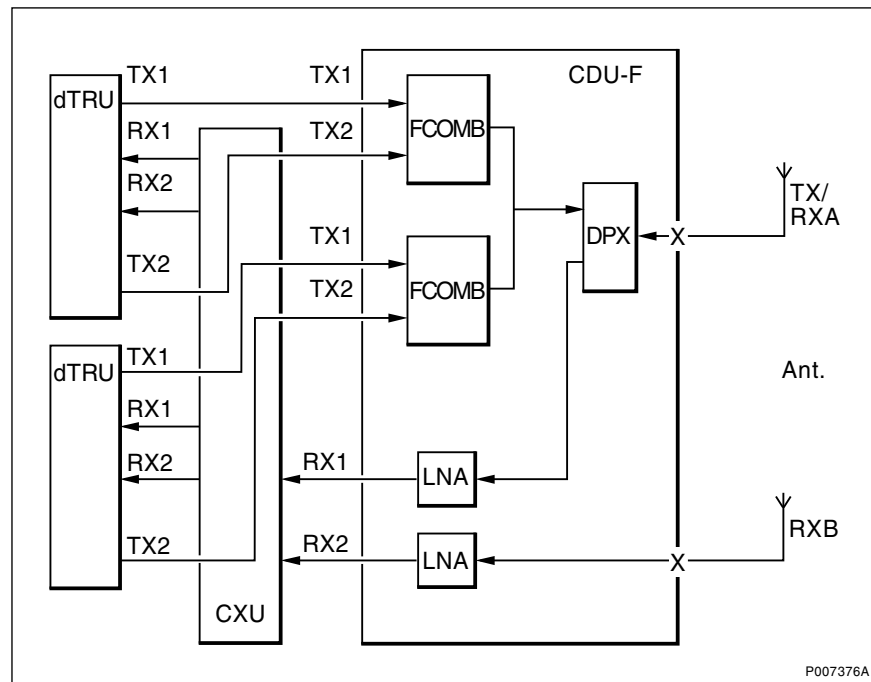 TX1
TX1
CDU-F
dTRU
FCOMB
RX1
TX2
RX2
TX/
RXA
DPX
X
TX1
TX2
TX2
FCOMB
dTRU
TX1
Ant.
RX1
RX2
RX1
LNA
RXB
TX2
RX2
LNA
X
CXU
P007376A